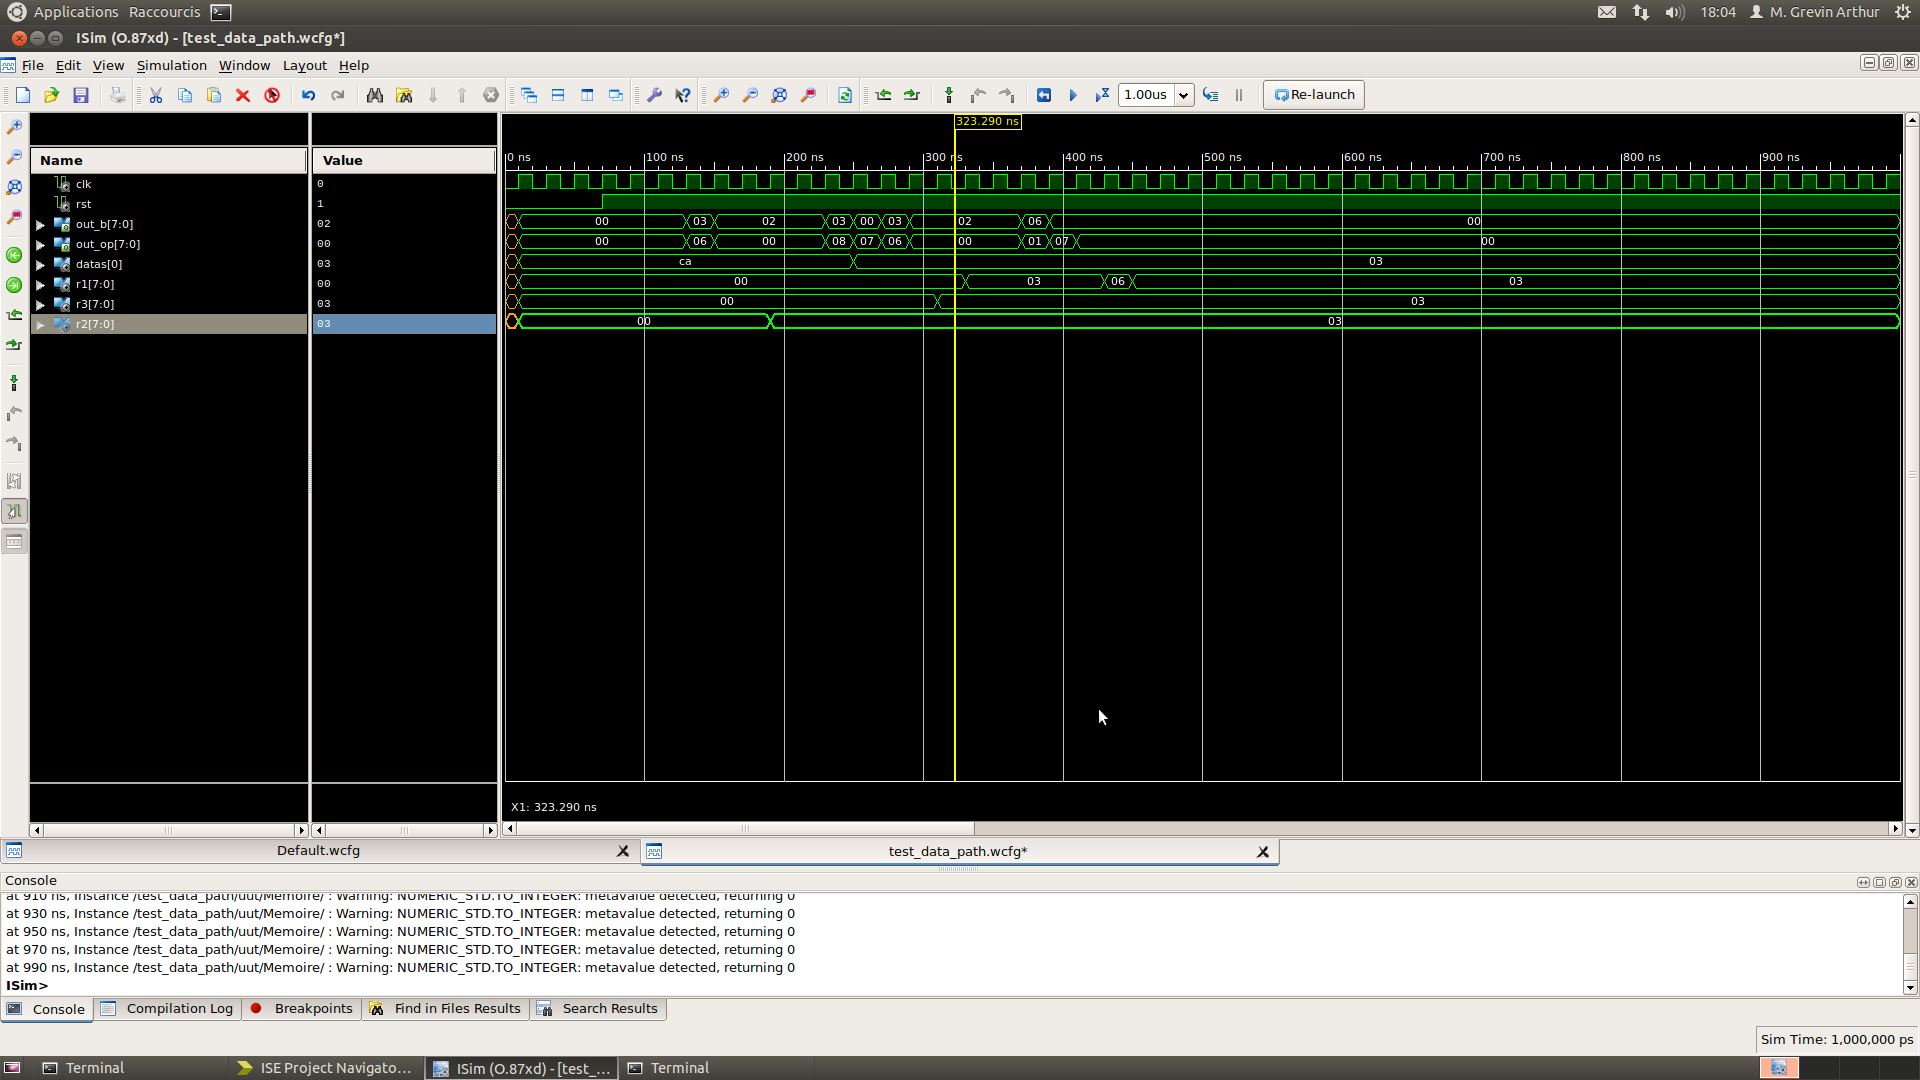 Applications Raccourcis 18:04 M. Grevin Arthur
ISim (O.87xd) - [test_data_path.wcfg*]
File Edit View Simulation Window Layout Help
1.00us Re-launch
323.290 ns
Name Value 0 ns 100 ns 200 ns 300 ns 400 ns 500 ns 600 ns 700 ns 800 ns 900 ns
clk 0
rst 1
out_b[7:0] 02 00 03 02 03 00 03 02 06 00
out_op[7:0] 00 00 06 00 08 07 06 00 01 07 00
datas[0] 03 ca 03
r1[7:0] 00 00 03 06 03
r3[7:0] 03 00 03
r2[7:0] 03 00 03
X1: 323.290 ns
Default.wcfg test_data_path.wcfg*
Console
at 910 ns, Instance /test_data_path/uut/Memoire/ : Warning: NUMERIC_STD.TO_INTEGER: metavalue detected, returning 0
at 930 ns, Instance /test_data_path/uut/Memoire/ : Warning: NUMERIC_STD.TO_INTEGER: metavalue detected, returning 0
at 950 ns, Instance /test_data_path/uut/Memoire/ : Warning: NUMERIC_STD.TO_INTEGER: metavalue detected, returning 0
at 970 ns, Instance /test_data_path/uut/Memoire/ : Warning: NUMERIC_STD.TO_INTEGER: metavalue detected, returning 0
at 990 ns, Instance /test_data_path/uut/Memoire/ : Warning: NUMERIC_STD.TO_INTEGER: metavalue detected, returning 0
ISim>
Console Compilation Log Breakpoints Find in Files Results Search Results
Sim Time: 1,000,000 ps
Terminal ISE Project Navigato... ISim (O.87xd) - [test_... Terminal